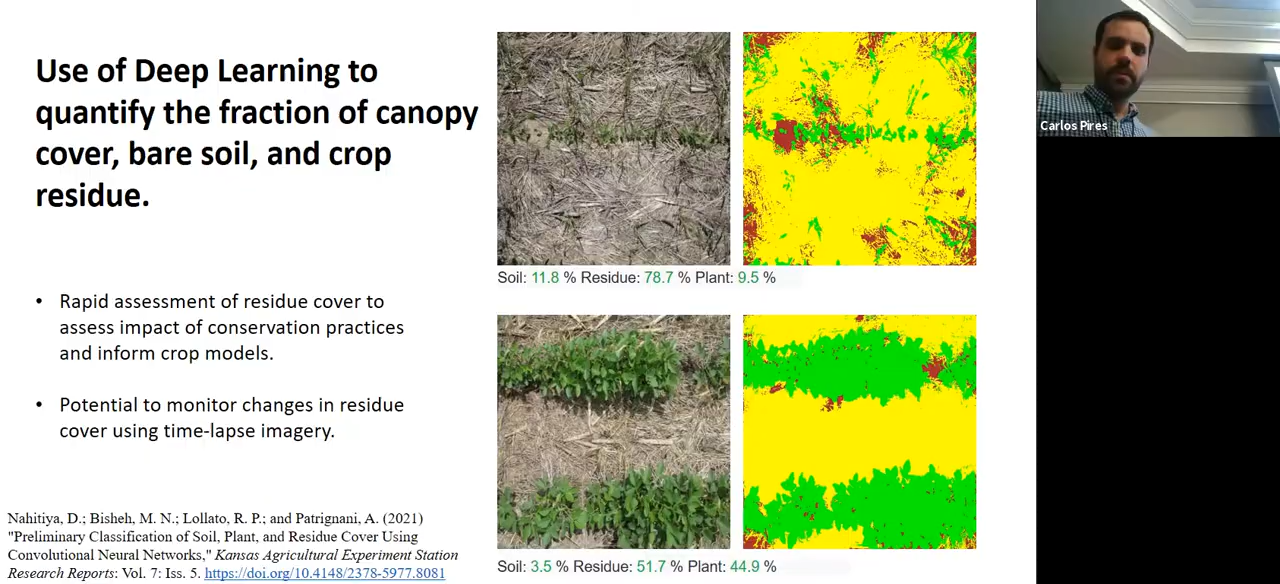 Use of Deep Learning to
quantify the fraction of canopy
cover, bare soil, and crop
residue.
• Rapid assessment of residue cover to
assess impact of conservation practices
and inform crop models.
• Potential to monitor changes in residue
cover using time-lapse imagery.
Nahitiya, D.; Bisheh, M. N.; Lollato, R. P.; and Patrignani, A. (2021)
"Preliminary Classification of Soil, Plant, and Residue Cover Using
Convolutional Neural Networks," Kansas Agricultural Experiment Station
Research Reports: Vol. 7: Iss. 5. https://doi.org/10.4148/2378-5977.8081
Soil: 11.8 % Residue: 78.7 % Plant: 9.5 %
Soil: 3.5 % Residue: 51.7 % Plant: 44.9 %
Carlos Pires